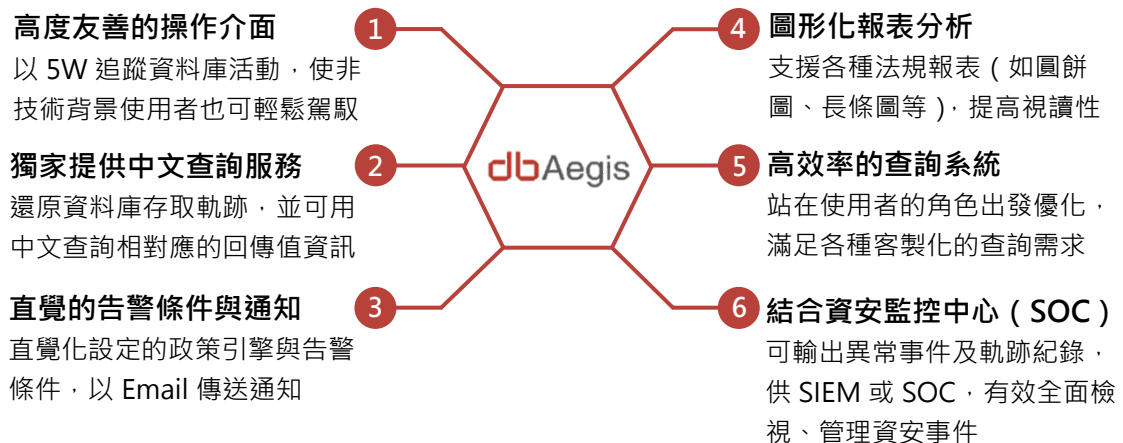 高度友善的操作介面
以 5W 追蹤資料庫活動，使非
技術背景使用者也可輕鬆駕馭
1
獨家提供中文查詢服務
還原資料庫存取軌跡，並可用
中文查詢相對應的回傳值資訊
2
直覺的告警條件與通知
直覺化設定的政策引擎與告警
條件，以 Email 傳送通知
3
dbAegis
4
圖形化報表分析
支援各種法規報表（如圓餅
圖、長條圖等），提高視讀性
5
高效率的查詢系統
站在使用者的角色出發優化，
滿足各種客製化的查詢需求
6
結合資安監控中心（SOC）
可輸出異常事件及軌跡紀錄，
供 SIEM 或 SOC，有效全面檢
視、管理資安事件